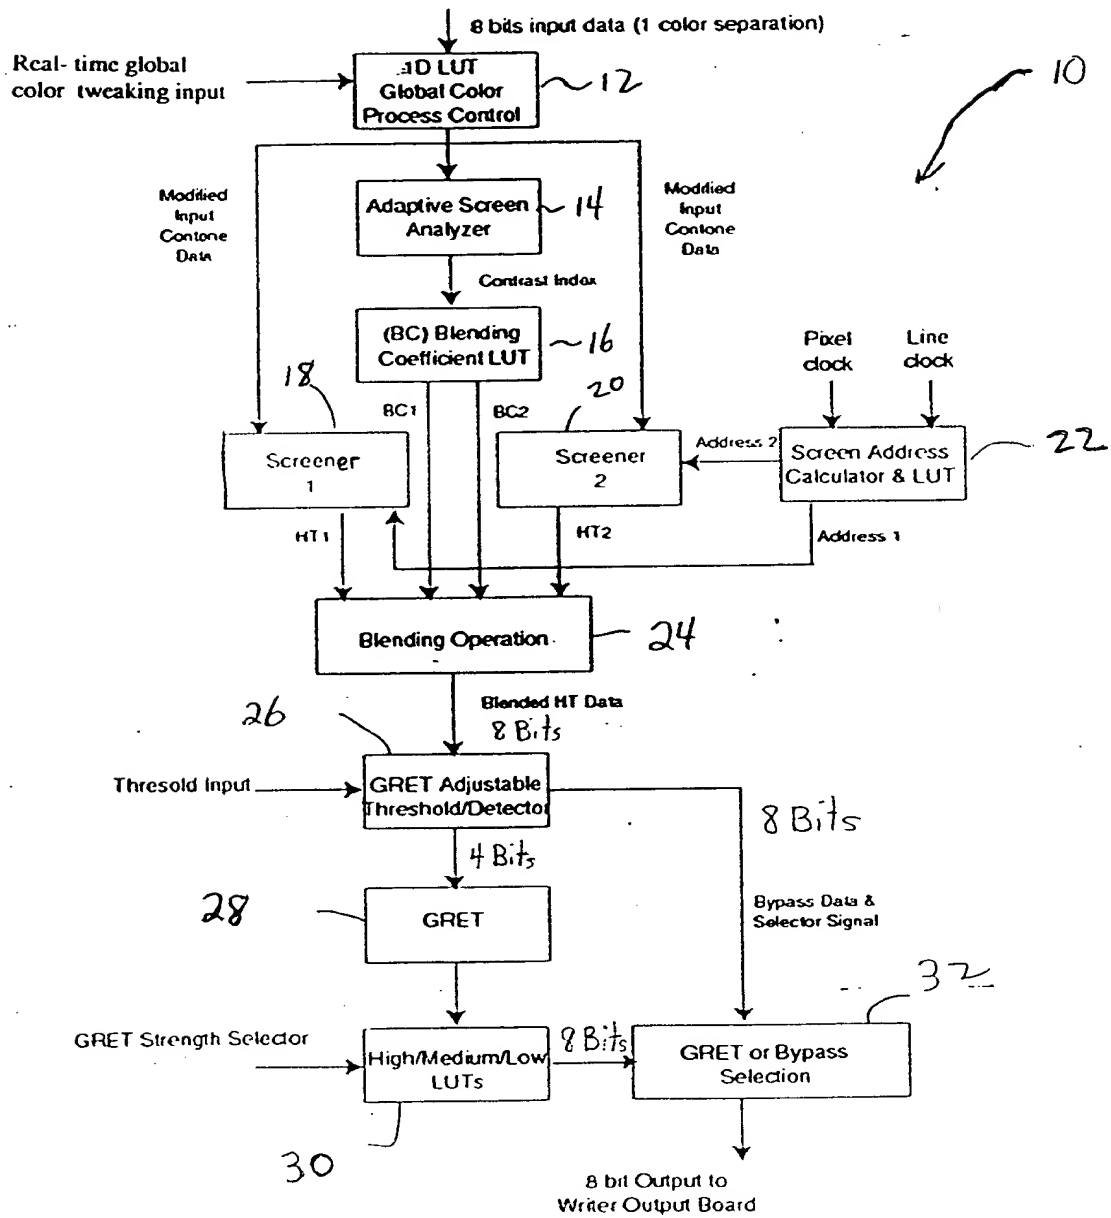 8 bits input data (1 color separation)
Real- time global
color tweaking input
1D LUT
Global Color
Process Control
12
10
Modified
Input
Contone
Data
Adaptive Screen
Analyzer
14
Modified
Input
Contone
Data
Contrast Index
(BC) Blending
Coefficient LUT
16
Pixel
clock
Line
clock
18
BC1
BC2
20
Screener
1
Screener
2
Address 2
Screen Address
Calculator & LUT
22
HT1
HT2
Address 1
Blending Operation
24
Blended HT Data
8 Bits
26
Thresold Input
GRET Adjustable
Threshold/Detector
8 Bits
4 Bits
28
GRET
Bypass Data &
Selector Signal
32
GRET Strength Selector
High/Medium/Low
LUTs
8 Bits
GRET or Bypass
Selection
30
8 bit Output to
Writer Output Board